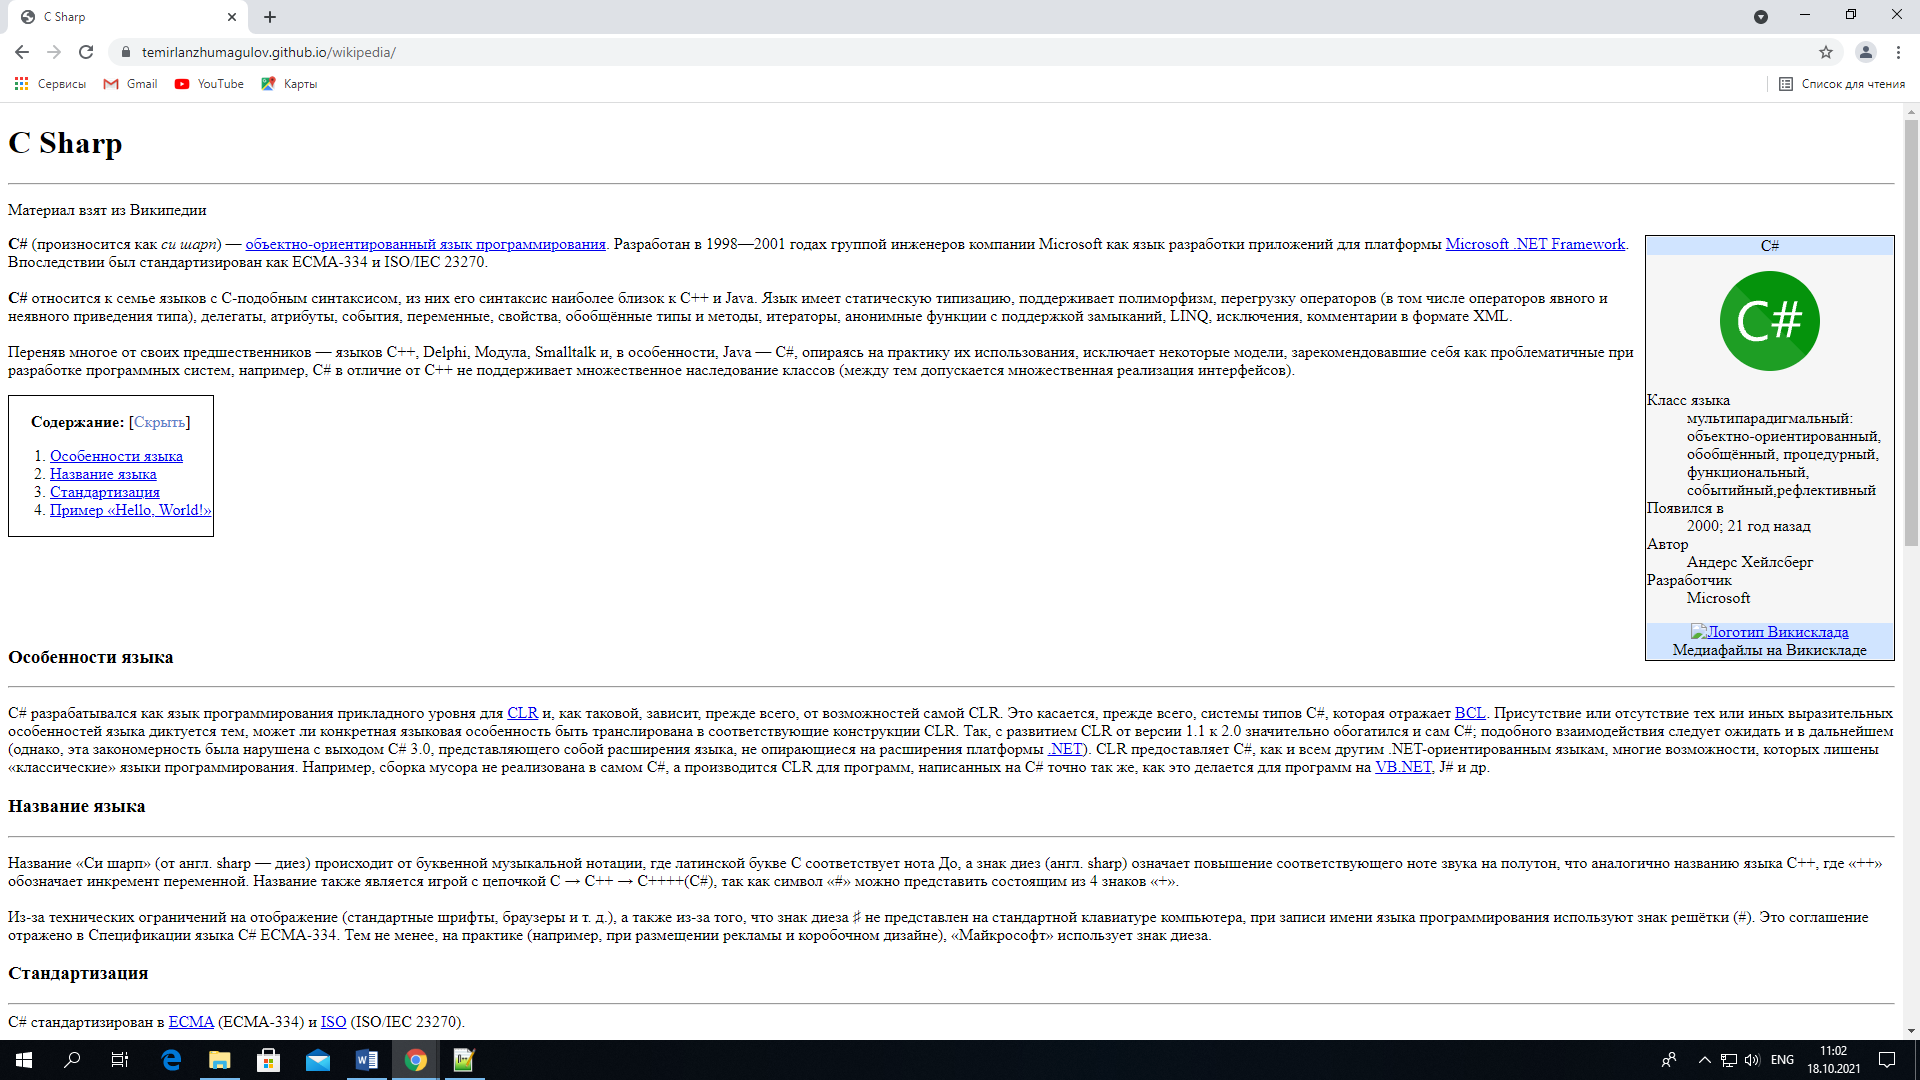 C Sharp
temirlanzhumagulov.github.io/wikipedia/
Сервисы
Gmail
YouTube
Карты
Список для чтения
C Sharp
Материал взят из Википедии
C# (произносится как си шарп) — объектно-ориентированный язык программирования. Разработан в 1998—2001 годах группой инженеров компании Microsoft как язык разработки приложений для платформы Microsoft .NET Framework.
Впоследствии был стандартизирован как ECMA-334 и ISO/IEC 23270.
C# относится к семье языков с C-подобным синтаксисом, из них его синтаксис наиболее близок к C++ и Java. Язык имеет статическую типизацию, поддерживает полиморфизм, перегрузку операторов (в том числе операторов явного и
неявного приведения типа), делегаты, атрибуты, события, переменные, свойства, обобщённые типы и методы, итераторы, анонимные функции с поддержкой замыканий, LINQ, исключения, комментарии в формате XML.
Переняв многое от своих предшественников — языков C++, Delphi, Модула, Smalltalk и, в особенности, Java — C#, опираясь на практику их использования, исключает некоторые модели, зарекомендовавшие себя как проблематичные при
разработке программных систем, например, C# в отличие от C++ не поддерживает множественное наследование классов (между тем допускается множественная реализация интерфейсов).
Содержание: [Скрыть]
1. Особенности языка
2. Название языка
3. Стандартизация
4. Пример «Hello, World!»
C#
C#
Класс языка
мультипарадигмальный:
объектно-ориентированный,
обобщённый, процедурный,
функциональный,
событийный,рефлективный
Появился в
2000; 21 год назад
Автор
Андерс Хейлсберг
Разработчик
Microsoft
Логотип Викисклада
Медиафайлы на Викискладе
Особенности языка
C# разрабатывался как язык программирования прикладного уровня для CLR и, как таковой, зависит, прежде всего, от возможностей самой CLR. Это касается, прежде всего, системы типов C#, которая отражает BCL. Присутствие или отсутствие тех или иных выразительных
особенностей языка диктуется тем, может ли конкретная языковая особенность быть транслирована в соответствующие конструкции CLR. Так, с развитием CLR от версии 1.1 к 2.0 значительно обогатился и сам C#; подобного взаимодействия следует ожидать и в дальнейшем
(однако, эта закономерность была нарушена с выходом C# 3.0, представляющего собой расширения языка, не опирающиеся на расширения платформы .NET). CLR предоставляет C#, как и всем другим .NET-ориентированным языкам, многие возможности, которых лишены
«классические» языки программирования. Например, сборка мусора не реализована в самом C#, а производится CLR для программ, написанных на C# точно так же, как это делается для программ на VB.NET, J# и др.
Название языка
Название «Си шарп» (от англ. sharp — диез) происходит от буквенной музыкальной нотации, где латинской букве C соответствует нота До, а знак диез (англ. sharp) означает повышение соответствующего ноте звука на полутон, что аналогично названию языка C++, где «++»
обозначает инкремент переменной. Название также является игрой с цепочкой C → C++ → C++++(C#), так как символ «#» можно представить состоящим из 4 знаков «+».
Из-за технических ограничений на отображение (стандартные шрифты, браузеры и т. д.), а также из-за того, что знак диеза ♯ не представлен на стандартной клавиатуре компьютера, при записи имени языка программирования используют знак решётки (#). Это соглашение
отражено в Спецификации языка C# ECMA-334. Тем не менее, на практике (например, при размещении рекламы и коробочном дизайне), «Майкрософт» использует знак диеза.
Стандартизация
C# стандартизирован в ECMA (ECMA-334) и ISO (ISO/IEC 23270).
ENG
11:02
18.10.2021